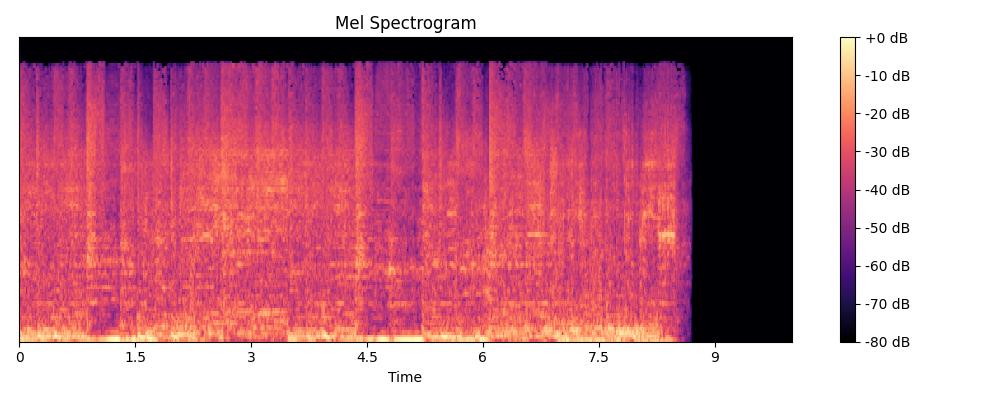 Mel Spectrogram
+0 dB
-10 dB
-20 dB
-30 dB
-40 dB
-50 dB
-60 dB
-70 dB
-80 dB
0 1.5 3 4.5 6 7.5 9
Time